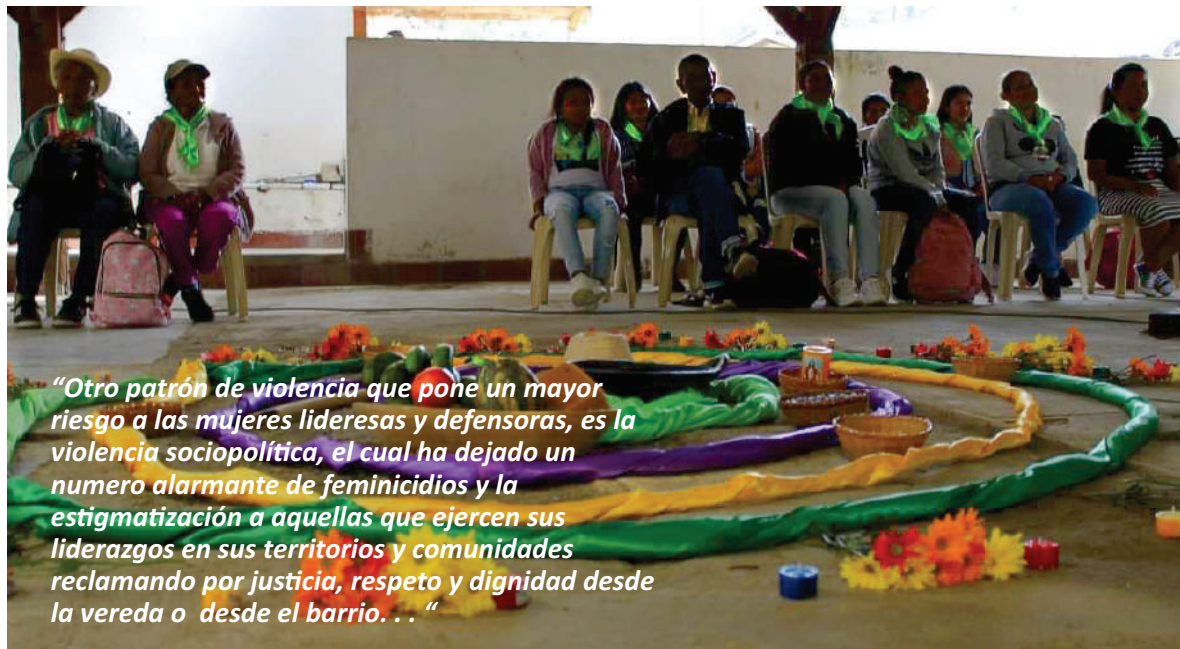 “Otro patrón de violencia que pone un mayor
riesgo a las mujeres lideresas y defensoras, es la
violencia sociopolítica, el cual ha dejado un
numero alarmante de feminicidios y la
estigmatización a aquellas que ejercen sus
liderazgos en sus territorios y comunidades
reclamando por justicia, respeto y dignidad desde
la vereda o desde el barrio. . . “